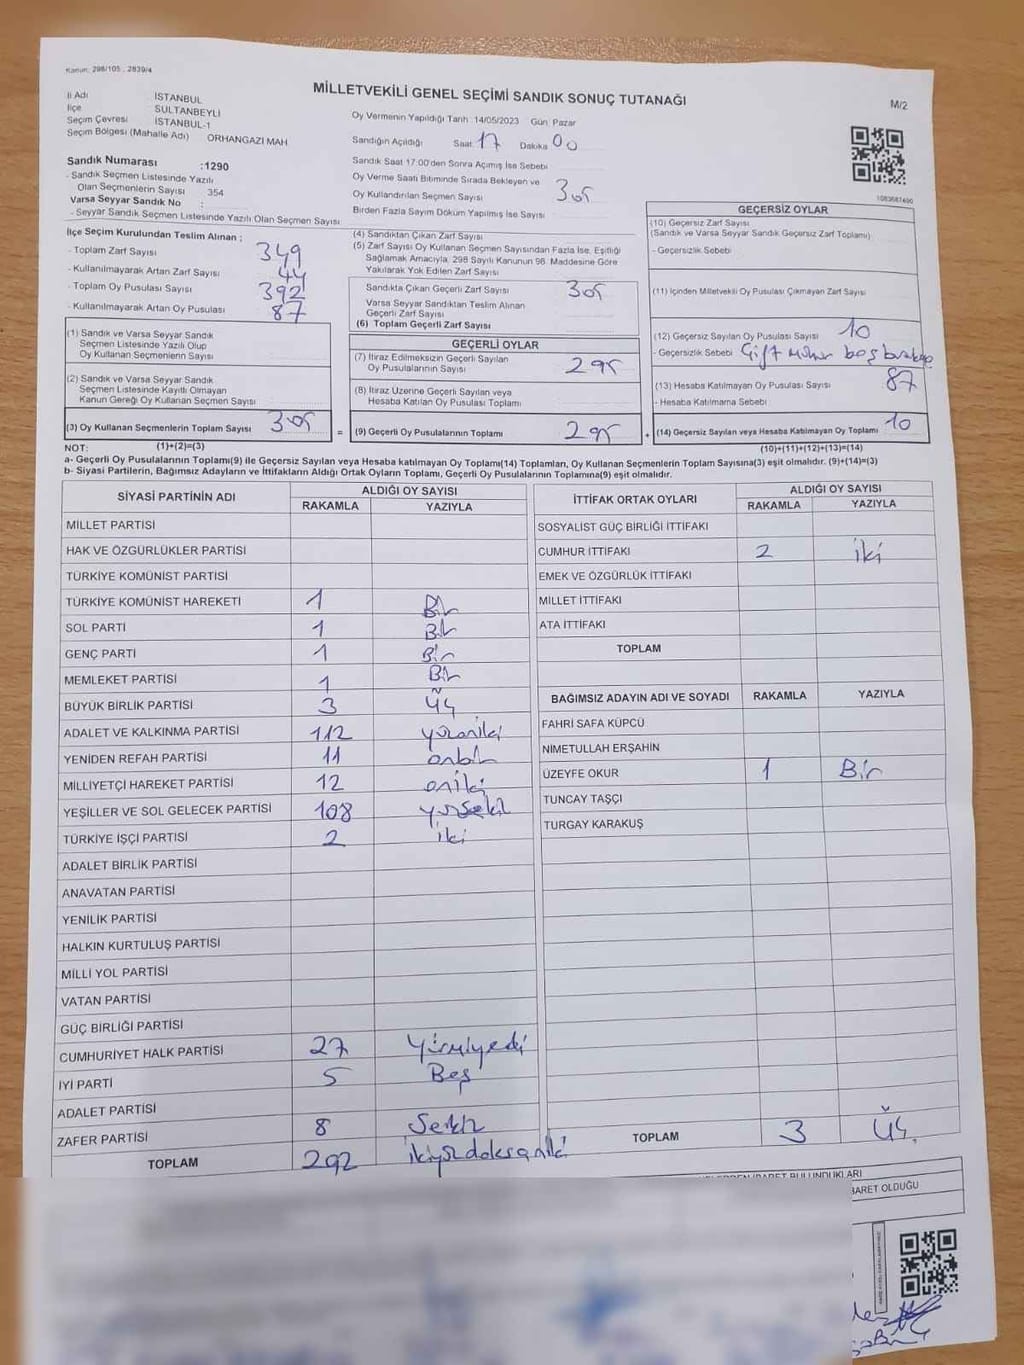 Kanun: 298/105, 2839/4
MİLLETVEKİLİ GENEL SEÇİMİ SANDIK SONUÇ TUTANAĞI
M/2
İl Adı İSTANBUL
İlçe SULTANBEYLİ
Seçim Çevresi İSTANBUL-1
Seçim Bölgesi (Mahalle Adı) ORHANGAZİ MAH
Oy Vermenin Yapıldığı Tarih :14/05/2023 Gün: Pazar
Sandığın Açıldığı Saat: 17 Dakika 00
Sandık Saat 17:00'den Sonra Açılmış İse Sebebi
Oy Verme Saati Bitiminde Sırada Bekleyen ve
Oy Kullandırılan Seçmen Sayısı 305
Birden Fazla Sayım Döküm Yapılmış İse Sayısı
Sandık Numarası :1290
- Sandık Seçmen Listesinde Yazılı
Olan Seçmenlerin Sayısı 354
Varsa Seyyar Sandık No :
- Seyyar Sandık Seçmen Listesinde Yazılı Olan Seçmen Sayısı
İlçe Seçim Kurulundan Teslim Alınan ;
- Toplam Zarf Sayısı 349
- Kullanılmayarak Artan Zarf Sayısı 44
- Toplam Oy Pusulası Sayısı 392
- Kullanılmayarak Artan Oy Pusulası 87
(4) Sandıktan Çıkan Zarf Sayısı
(5) Zarf Sayısı Oy Kullanan Seçmen Sayısından Fazla İse, Eşitliği
Sağlamak Amacıyla, 298 Sayılı Kanunun 98. Maddesine Göre
Yakılarak Yok Edilen Zarf Sayısı
Sandıkta Çıkan Geçerli Zarf Sayısı 305
Varsa Seyyar Sandıktan Teslim Alınan
Geçerli Zarf Sayısı
(6) Toplam Geçerli Zarf Sayısı
GEÇERSİZ OYLAR
(10) Geçersiz Zarf Sayısı
(Sandık ve Varsa Seyyar Sandık Geçersiz Zarf Toplamı)
- Geçersizlik Sebebi
(11) İçinden Milletvekili Oy Pusulası Çıkmayan Zarf Sayısı
(12) Geçersiz Sayılan Oy Pusulası Sayısı 10
- Geçersizlik Sebebi Çift mühür boş bırakma
(13) Hesaba Katılmayan Oy Pusulası Sayısı 87
- Hesaba Katılmama Sebebi
(14) Geçersiz Sayılan veya Hesaba Katılmayan Oy Toplamı 10
(10)+(11)+(12)+(13)=(14)
(1) Sandık ve Varsa Seyyar Sandık
Seçmen Listesinde Yazılı Olup
Oy Kullanan Seçmenlerin Sayısı
(2) Sandık ve Varsa Seyyar Sandık
Seçmen Listesinde Kayıtlı Olmayan
Kanun Gereği Oy Kullanan Seçmen Sayısı
(3) Oy Kullanan Seçmenlerin Toplam Sayısı 305 =
GEÇERLİ OYLAR
(7) İtiraz Edilmeksizin Geçerli Sayılan
Oy Pusulalarının Sayısı 295
(8) İtiraz Üzerine Geçerli Sayılan veya
Hesaba Katılan Oy Pusulası Toplamı
(9) Geçerli Oy Pusulalarının Toplamı 295 +
NOT: (1)+(2)=(3)
a- Geçerli Oy Pusulalarının Toplamı(9) ile Geçersiz Sayılan veya Hesaba katılmayan Oy Toplamı(14) Toplamları, Oy Kullanan Seçmenlerin Toplam Sayısına(3) eşit olmalıdır. (9)+(14)=(3)
b- Siyasi Partilerin, Bağımsız Adayların ve İttifakların Aldığı Ortak Oyların Toplamı, Geçerli Oy Pusulalarının Toplamına(9) eşit olmalıdır.
SİYASİ PARTİNİN ADI ALDIĞI OY SAYISI
RAKAMLA YAZIYLA
MİLLET PARTİSİ
HAK VE ÖZGÜRLÜKLER PARTİSİ
TÜRKİYE KOMÜNİST PARTİSİ
TÜRKİYE KOMÜNİST HAREKETİ 1 Bir
SOL PARTİ 1 Bir
GENÇ PARTİ 1 Bir
MEMLEKET PARTİSİ 1 Bir
BÜYÜK BİRLİK PARTİSİ 3 Üç
ADALET VE KALKINMA PARTİSİ 112 yüzoniki
YENİDEN REFAH PARTİSİ 11 onbir
MİLLİYETÇİ HAREKET PARTİSİ 12 oniki
YEŞİLLER VE SOL GELECEK PARTİSİ 108 yüzsekiz
TÜRKİYE İŞÇİ PARTİSİ 2 iki
ADALET BİRLİK PARTİSİ
ANAVATAN PARTİSİ
YENİLİK PARTİSİ
HALKIN KURTULUŞ PARTİSİ
MİLLİ YOL PARTİSİ
VATAN PARTİSİ
GÜÇ BİRLİĞİ PARTİSİ
CUMHURİYET HALK PARTİSİ 27 Yirmiyedi
İYİ PARTİ 5 Beş
ADALET PARTİSİ
ZAFER PARTİSİ 8 Sekiz
TOPLAM 292 ikiyüzdoksaniki
İTTİFAK ORTAK OYLARI ALDIĞI OY SAYISI
RAKAMLA YAZIYLA
SOSYALİST GÜÇ BİRLİĞİ İTTİFAKI
CUMHUR İTTİFAKI 2 iki
EMEK VE ÖZGÜRLÜK İTTİFAKI
MİLLET İTTİFAKI
ATA İTTİFAKI
TOPLAM
BAĞIMSIZ ADAYIN ADI VE SOYADI RAKAMLA YAZIYLA
FAHRİ SAFA KÜPCÜ
NİMETULLAH ERŞAHİN
ÜZEYFE OKUR 1 Bir
TUNCAY TAŞÇI
TURGAY KARAKUŞ
TOPLAM 3 Üç.
BULUNDUKLARI
BARET OLDUĞU